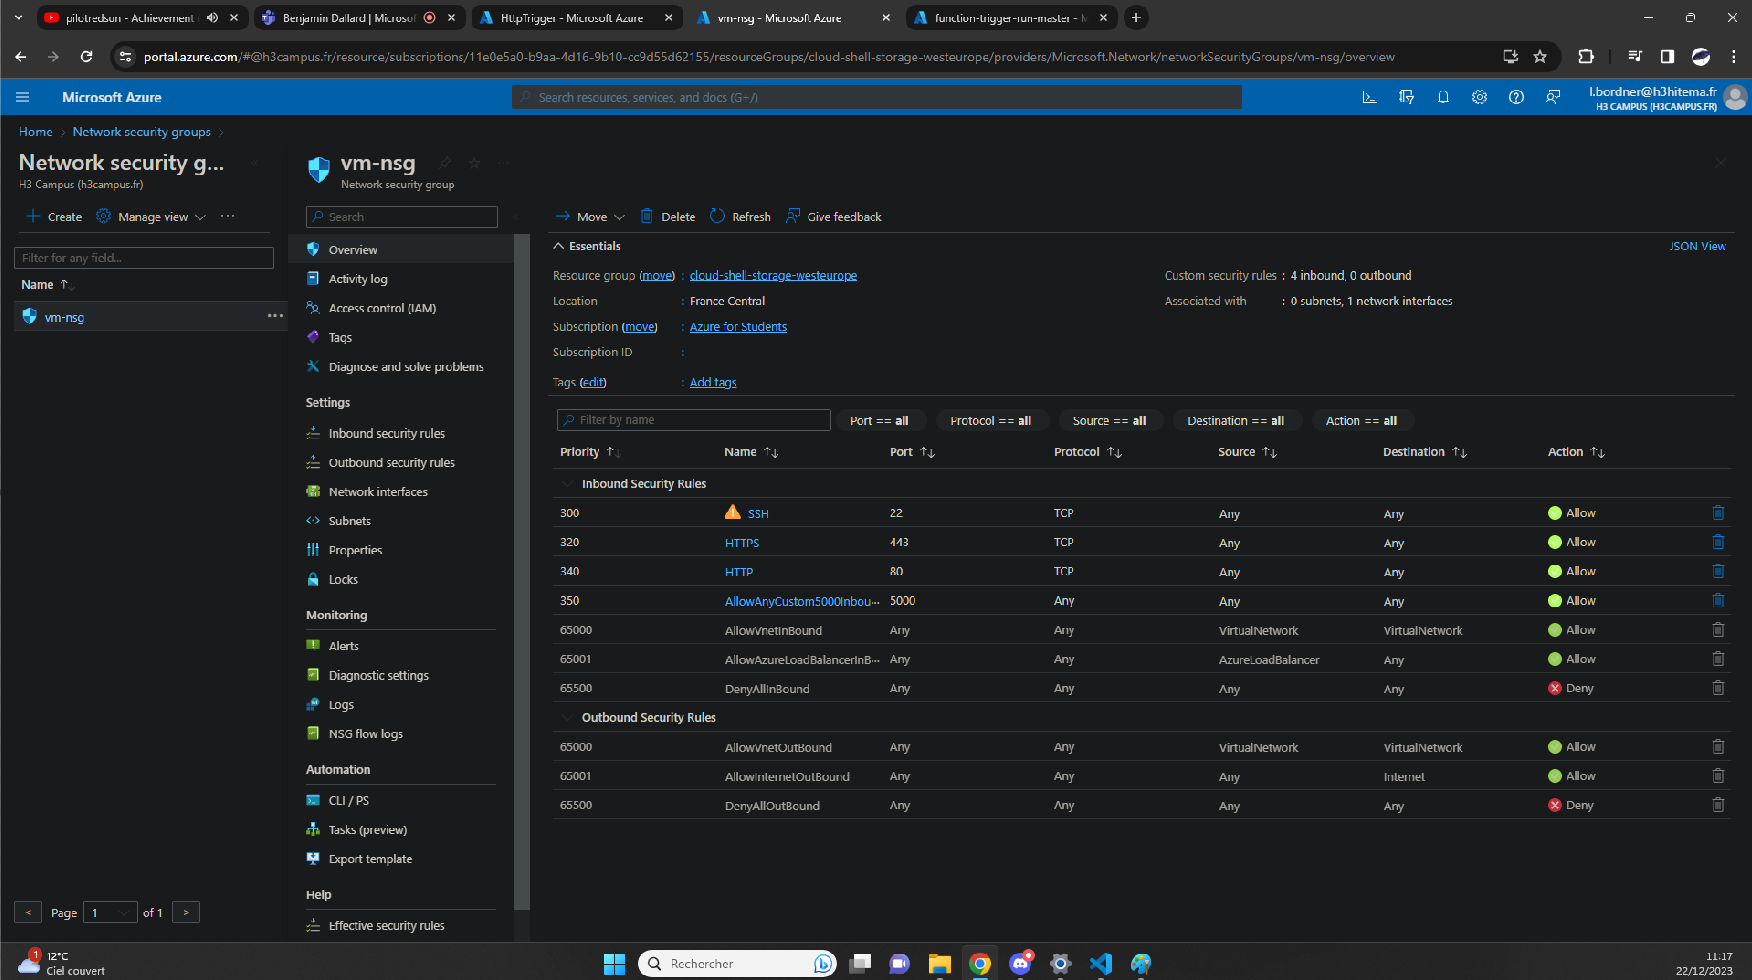 pilotredsun - Achievement
Benjamin Dallard | Microsof
HttpTrigger - Microsoft Azure
vm-nsg - Microsoft Azure
function-trigger-run-master - M
portal.azure.com/#@h3campus.fr/resource/subscriptions/11e0e5a0-b9aa-4d16-9b10-cc9d55d62155/resourceGroups/cloud-shell-storage-westeurope/providers/Microsoft.Network/networkSecurityGroups/vm-nsg/overview
Microsoft Azure
Search resources, services, and docs (G+/)
l.bordner@h3hitema.fr
H3 CAMPUS (H3CAMPUS.FR)
Home > Network security groups >
Network security g...
H3 Campus (h3campus.fr)
Create
Manage view
...
Filter for any field...
Name
vm-nsg
...
< Page 1 of 1 >
vm-nsg
Network security group
Search
Overview
Activity log
Access control (IAM)
Tags
Diagnose and solve problems
Settings
Inbound security rules
Outbound security rules
Network interfaces
Subnets
Properties
Locks
Monitoring
Alerts
Diagnostic settings
Logs
NSG flow logs
Automation
CLI / PS
Tasks (preview)
Export template
Help
Effective security rules
Move
Delete
Refresh
Give feedback
Essentials
JSON View
Resource group (move) : cloud-shell-storage-westeurope
Location : France Central
Subscription (move) : Azure for Students
Subscription ID :
Tags (edit) : Add tags
Custom security rules : 4 inbound, 0 outbound
Associated with : 0 subnets, 1 network interfaces
Filter by name
Port == all
Protocol == all
Source == all
Destination == all
Action == all
Priority Name Port Protocol Source Destination Action
Inbound Security Rules
300 SSH 22 TCP Any Any Allow
320 HTTPS 443 TCP Any Any Allow
340 HTTP 80 TCP Any Any Allow
350 AllowAnyCustom5000Inbou... 5000 Any Any Any Allow
65000 AllowVnetInBound Any Any VirtualNetwork VirtualNetwork Allow
65001 AllowAzureLoadBalancerInB... Any Any AzureLoadBalancer Any Allow
65500 DenyAllInBound Any Any Any Any Deny
Outbound Security Rules
65000 AllowVnetOutBound Any Any VirtualNetwork VirtualNetwork Allow
65001 AllowInternetOutBound Any Any Any Internet Allow
65500 DenyAllOutBound Any Any Any Any Deny
1
12°C
Ciel couvert
Rechercher
11:17
22/12/2023